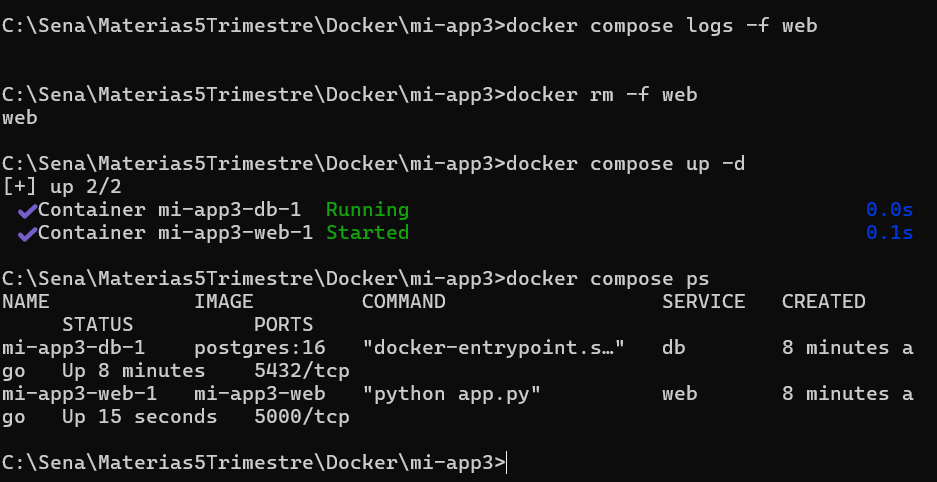 C:\Sena\Materias5Trimestre\Docker\mi-app3>docker compose logs -f web
C:\Sena\Materias5Trimestre\Docker\mi-app3>docker rm -f web
web
C:\Sena\Materias5Trimestre\Docker\mi-app3>docker compose up -d
[+] up 2/2
Container mi-app3-db-1  Running 0.0s
Container mi-app3-web-1 Started 0.1s
C:\Sena\Materias5Trimestre\Docker\mi-app3>docker compose ps
NAME            IMAGE         COMMAND                  SERVICE   CREATED
     STATUS          PORTS
mi-app3-db-1    postgres:16   "docker-entrypoint.s…"   db        8 minutes a
go   Up 8 minutes    5432/tcp
mi-app3-web-1   mi-app3-web   "python app.py"          web       8 minutes a
go   Up 15 seconds   5000/tcp
C:\Sena\Materias5Trimestre\Docker\mi-app3>